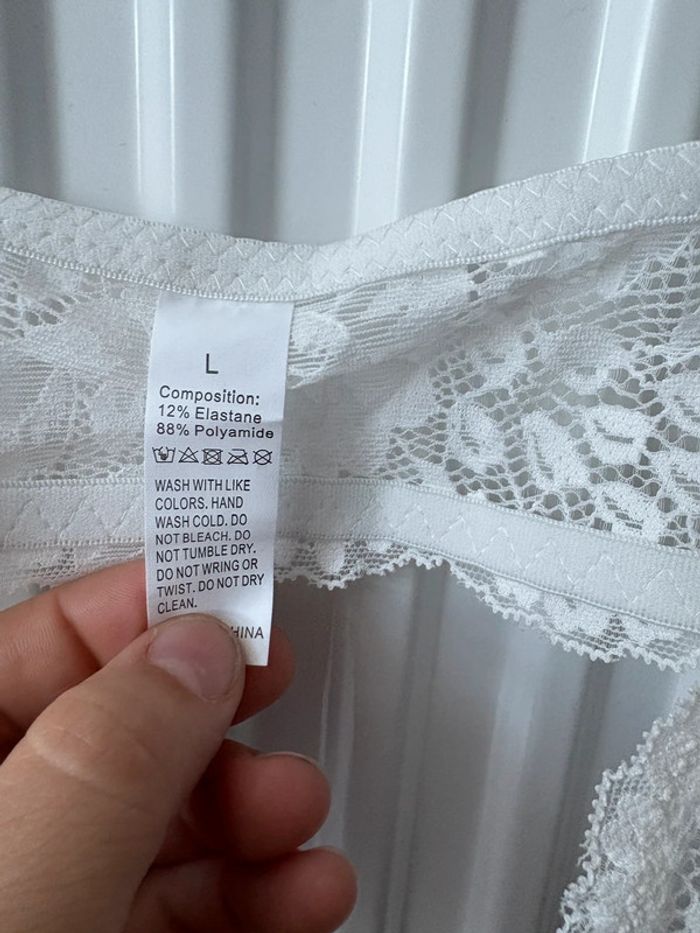 L
Composition:
12% Elastane
88% Polyamide
WASH WITH LIKE
COLORS. HAND
WASH COLD. DO
NOT BLEACH. DO
NOT TUMBLE DRY.
DO NOT WRING OR
TWIST. DO NOT DRY
CLEAN.